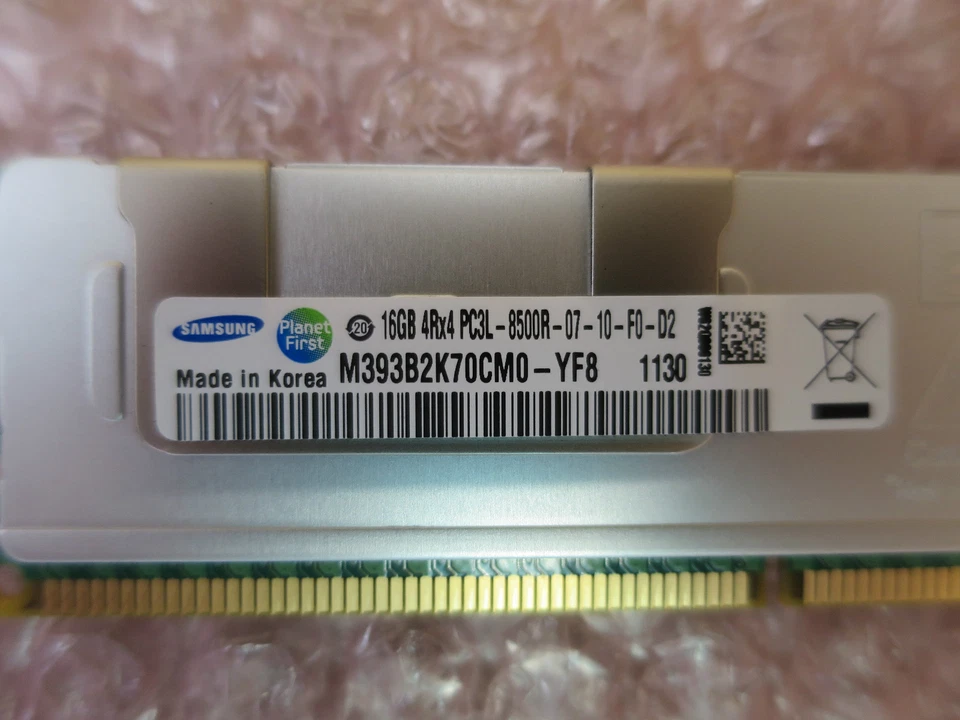 SAMSUNG
Planet First
20
16GB 4Rx4 PC3L-8500R-07-10-F0-D2
M393B2K70CM0-YF8 1130
Made in Korea